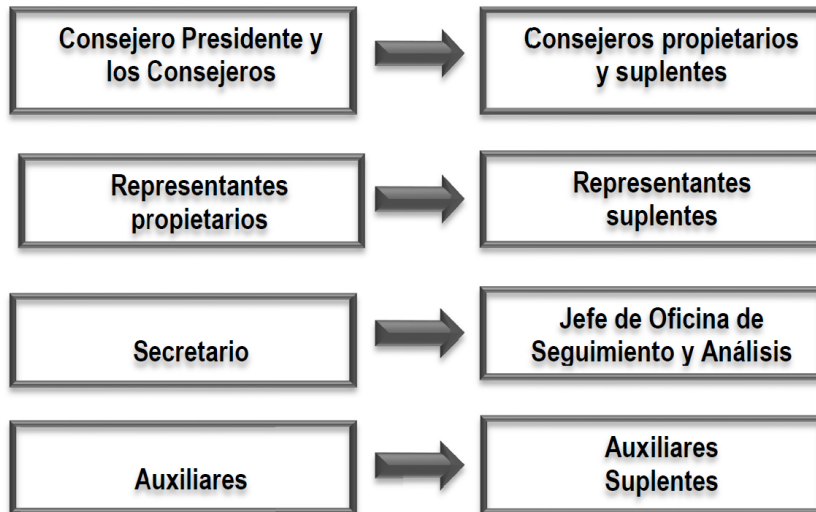 Consejero Presidente y
los Consejeros
Consejeros propietarios
y suplentes
Representantes
propietarios
Representantes
suplentes
Secretario
Jefe de Oficina de
Seguimiento y Análisis
Auxiliares
Auxiliares
Suplentes